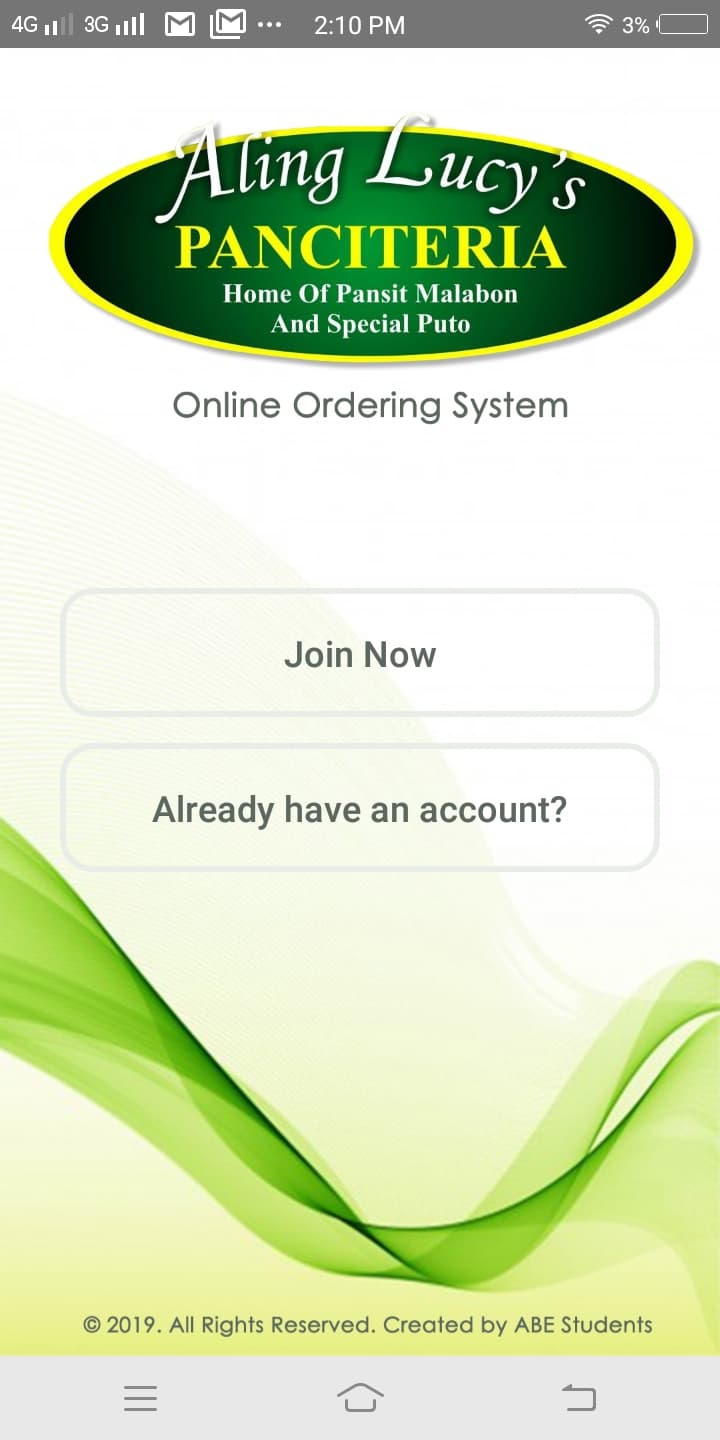 4G 3G 2:10 PM 3%
Aling Lucy's
PANCITERIA
Home Of Pansit Malabon
And Special Puto
Online Ordering System
Join Now
Already have an account?
© 2019. All Rights Reserved. Created by ABE Students